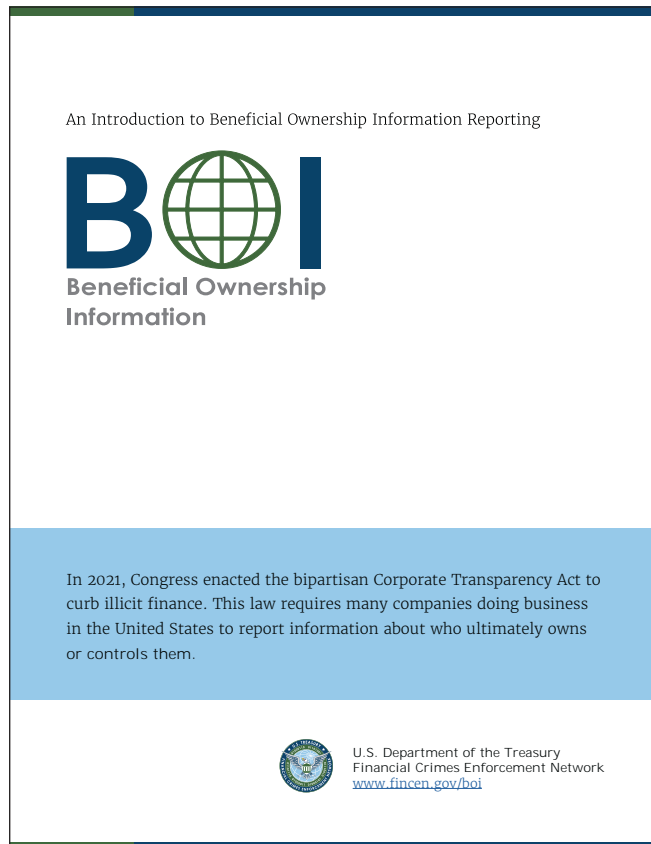 An Introduction to Beneficial Ownership Information Reporting
BOI
Beneficial Ownership
Information
In 2021, Congress enacted the bipartisan Corporate Transparency Act to
curb illicit finance. This law requires many companies doing business
in the United States to report information about who ultimately owns
or controls them.
U.S. Department of the Treasury
Financial Crimes Enforcement Network
www.fincen.gov/boi